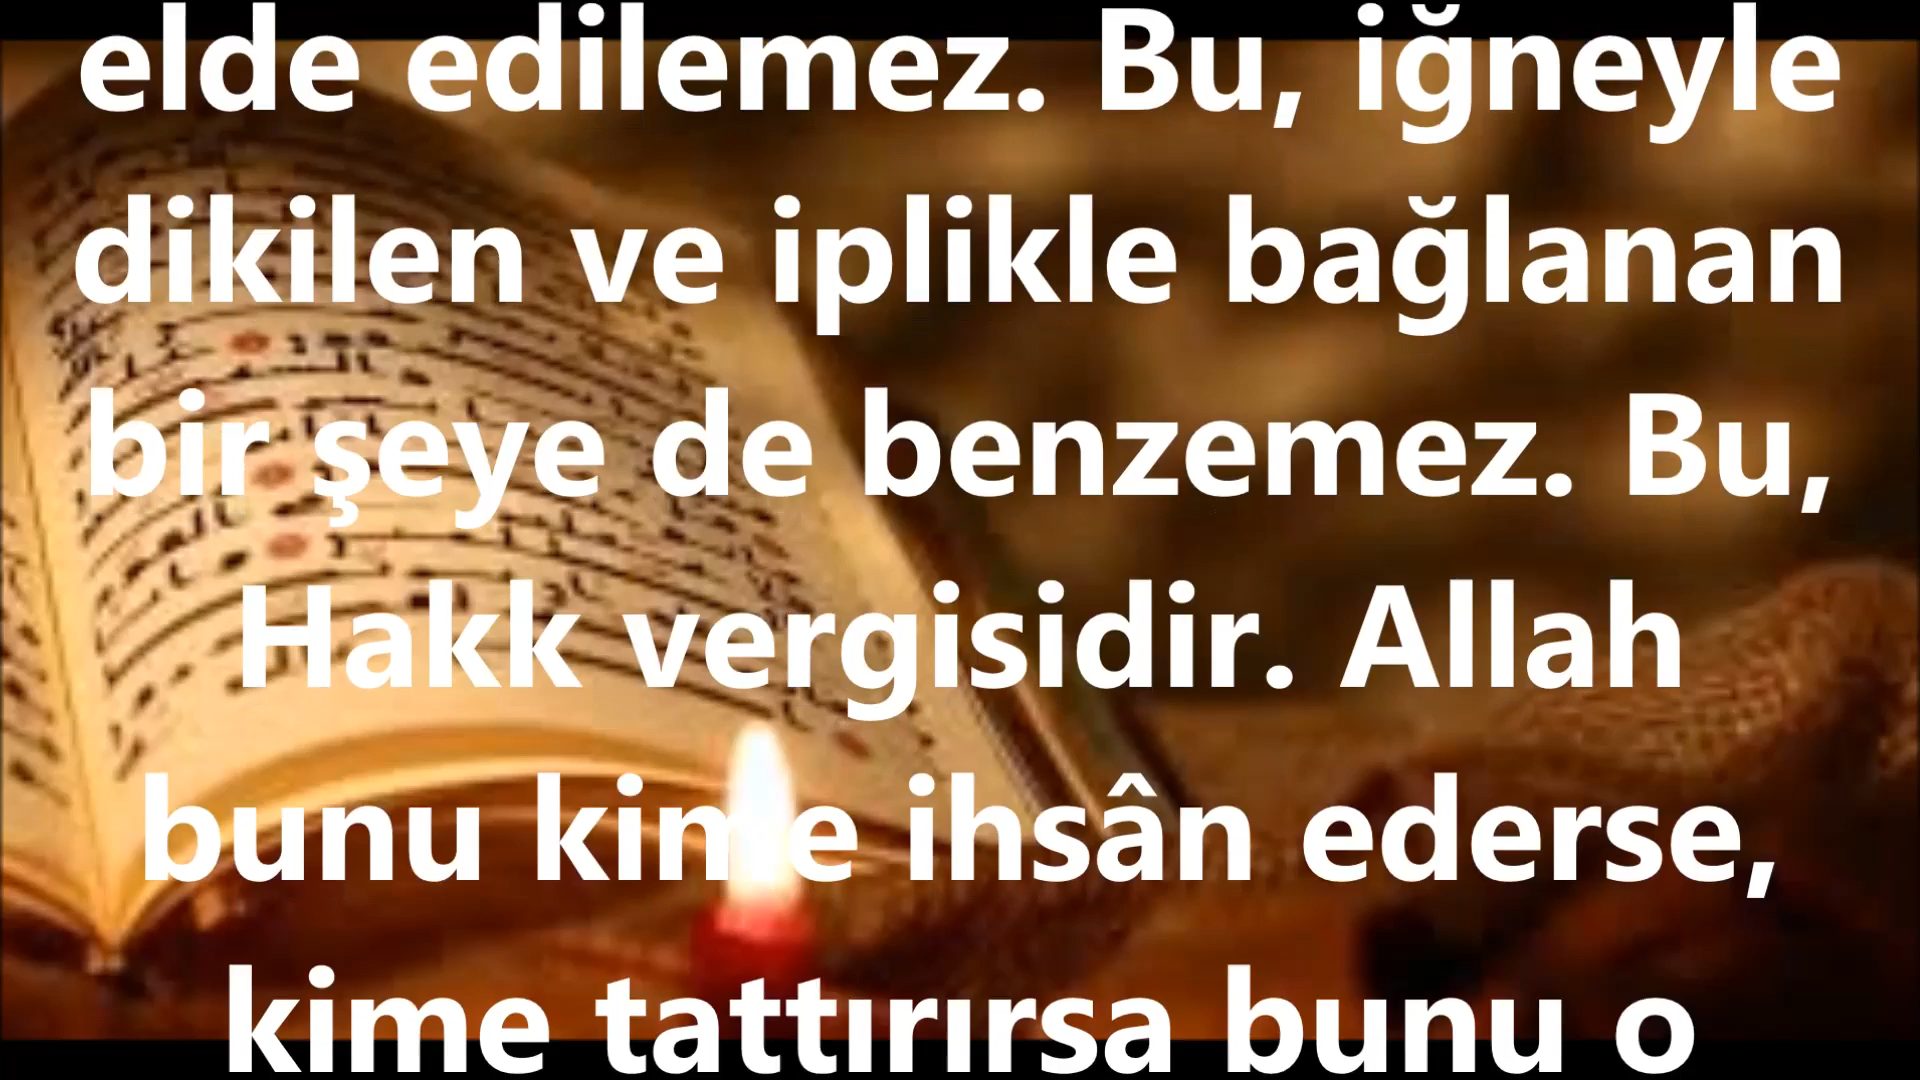 elde edilemez. Bu, iğneyle
dikilen ve iplikle bağlanan
bir şeye de benzemez. Bu,
Hakk vergisidir. Allah
bunu kime ihsân ederse,
kime tattırırsa bunu o